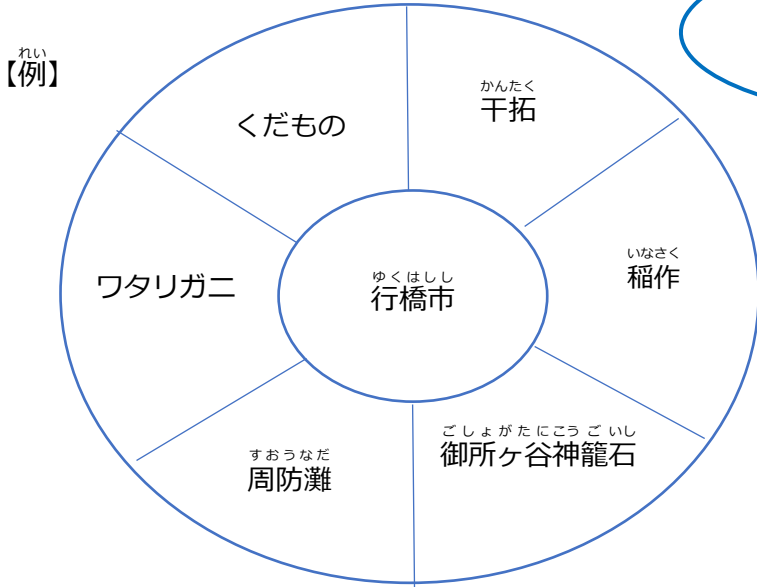 れい
【例】
くだもの
かんたく
干拓
いなさく
稲作
ワタリガニ
ゆくはしし
行橋市
ごしょがたにこうごいし
御所ヶ谷神籠石
すおうなだ
周防灘